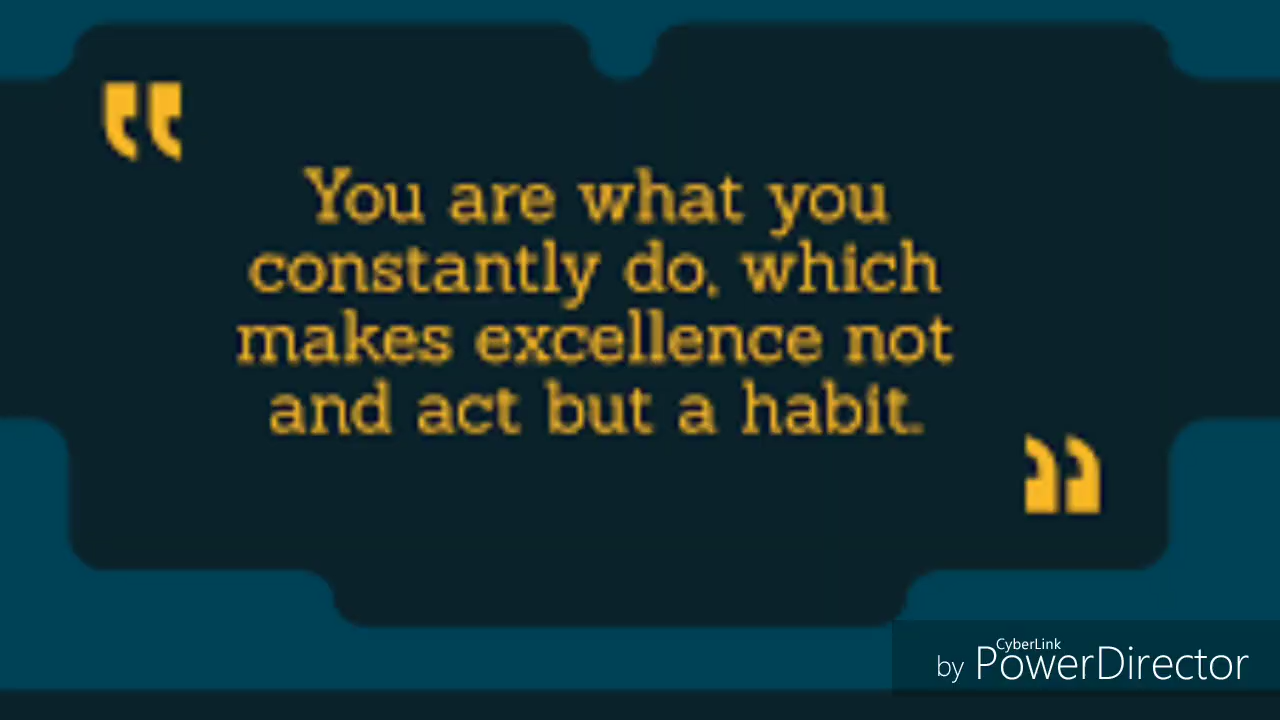 "
You are what you
constantly do, which
makes excellence not
and act but a habit.
"
CyberLink
by PowerDirector